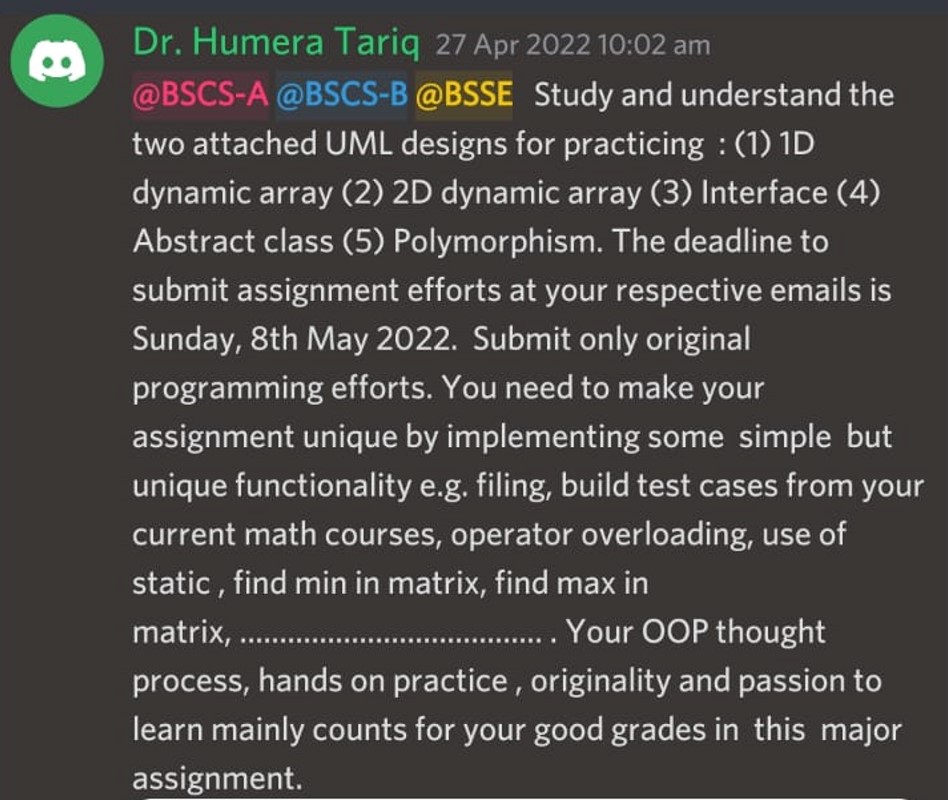 Dr. Humera Tariq 27 Apr 2022 10:02 am
@BSCS-A @BSCS-B @BSSE Study and understand the
two attached UML designs for practicing : (1) 1D
dynamic array (2) 2D dynamic array (3) Interface (4)
Abstract class (5) Polymorphism. The deadline to
submit assignment efforts at your respective emails is
Sunday, 8th May 2022. Submit only original
programming efforts. You need to make your
assignment unique by implementing some simple but
unique functionality e.g. filing, build test cases from your
current math courses, operator overloading, use of
static , find min in matrix, find max in
matrix, ....................................... . Your OOP thought
process, hands on practice , originality and passion to
learn mainly counts for your good grades in this major
assignment.